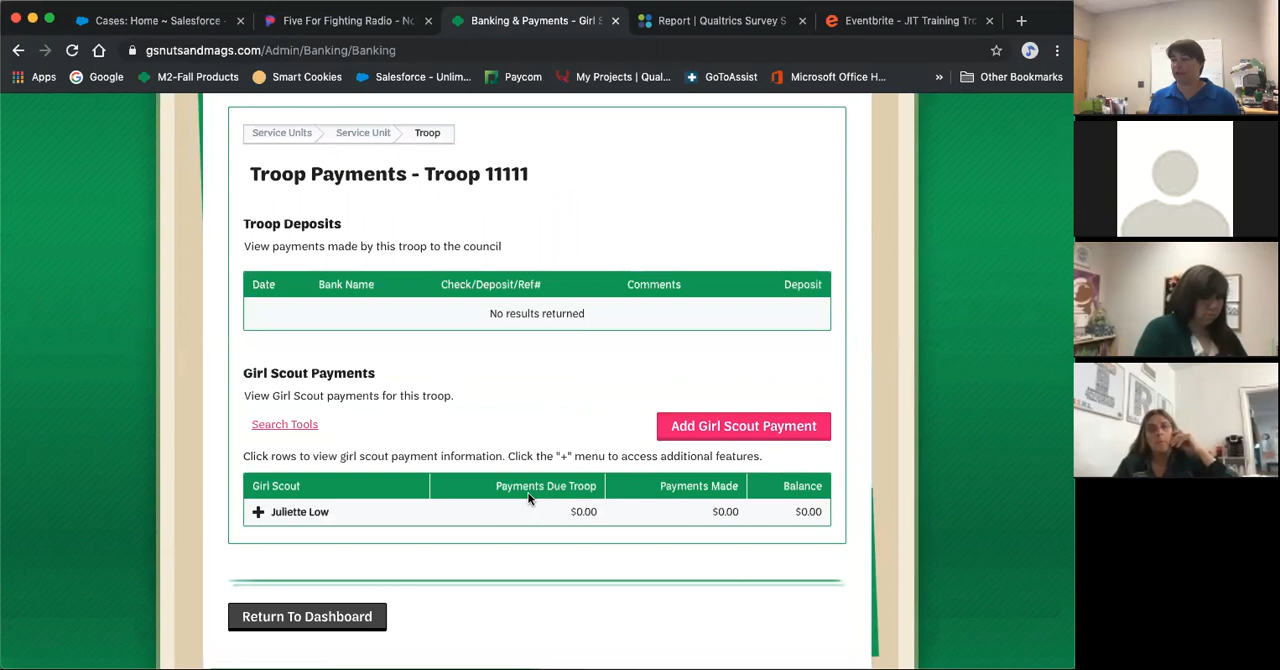 Cases: Home ~ Salesforce - Five For Fighting Radio - No Banking & Payments - Girl S Report | Qualtrics Survey S Eventbrite - JIT Training Tro
gsnutsandmags.com/Admin/Banking/Banking
Apps Google M2-Fall Products Smart Cookies Salesforce - Unlim... Paycom My Projects | Qual... GoToAssist Microsoft Office H... » Other Bookmarks
Service Units Service Unit Troop
Troop Payments - Troop 11111
Troop Deposits
View payments made by this troop to the council
Date Bank Name Check/Deposit/Ref# Comments Deposit
No results returned
Girl Scout Payments
View Girl Scout payments for this troop.
Search Tools Add Girl Scout Payment
Click rows to view girl scout payment information. Click the "+" menu to access additional features.
Girl Scout Payments Due Troop Payments Made Balance
Juliette Low $0.00 $0.00 $0.00
Return To Dashboard